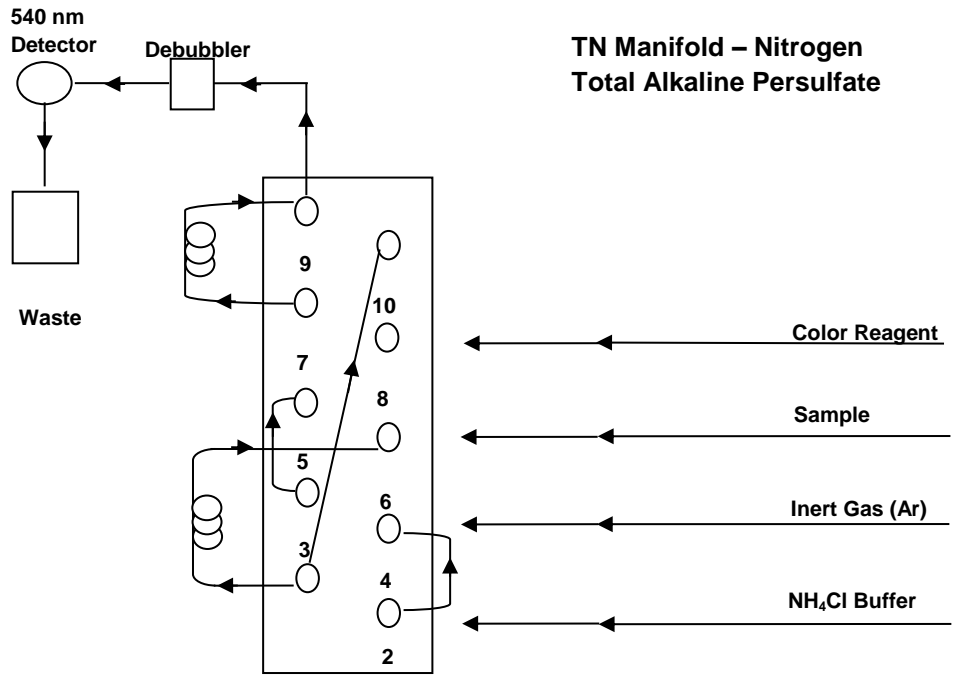 540 nm
Detector
Debubbler
TN Manifold – Nitrogen
Total Alkaline Persulfate
9
Waste
10
Color Reagent
7
8
Sample
5
6
Inert Gas (Ar)
3
4
NH₄Cl Buffer
2